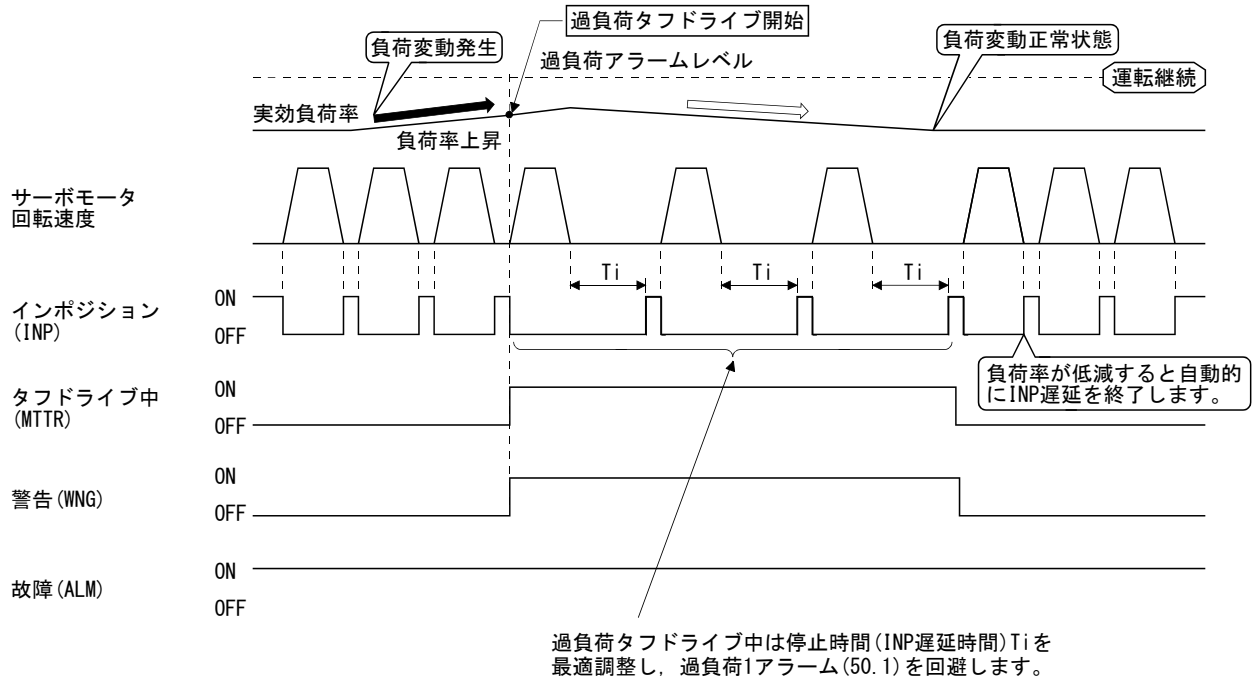 過負荷タフドライブ開始
負荷変動発生
過負荷アラームレベル
負荷変動正常状態
運転継続
実効負荷率
負荷率上昇
サーボモータ
回転速度
Ti
Ti
Ti
インポジション
(INP)
ON
OFF
負荷率が低減すると自動的
にINP遅延を終了します。
タフドライブ中
(MTTR)
ON
OFF
警告(WNG)
ON
OFF
故障(ALM)
ON
OFF
過負荷タフドライブ中は停止時間(INP遅延時間)Tiを
最適調整し，過負荷1アラーム(50.1)を回避します。